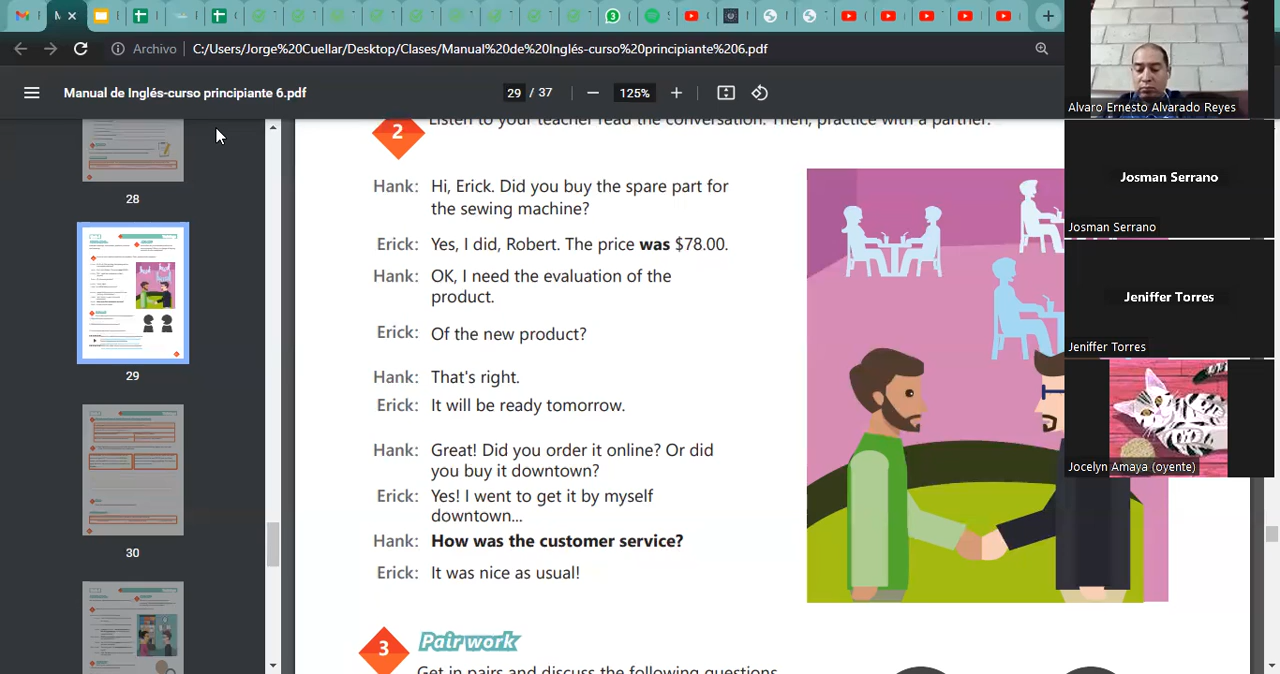 Archivo
C:/Users/Jorge%20Cuellar/Desktop/Clases/Manual%20de%20Inglés-curso%20principiante%206.pdf
Manual de Inglés-curso principiante 6.pdf
29 / 37
125%
28
29
30
2
Listen to your teacher read the conversation. Then, practice with a partner.
Hank: Hi, Erick. Did you buy the spare part for
the sewing machine?
Erick: Yes, I did, Robert. The price was $78.00.
Hank: OK, I need the evaluation of the
product.
Erick: Of the new product?
Hank: That's right.
Erick: It will be ready tomorrow.
Hank: Great! Did you order it online? Or did
you buy it downtown?
Erick: Yes! I went to get it by myself
downtown...
Hank: How was the customer service?
Erick: It was nice as usual!
3
Pair work
Get in pairs and discuss the following questions
Alvaro Ernesto Alvarado Reyes
Josman Serrano
Josman Serrano
Jeniffer Torres
Jeniffer Torres
Jocelyn Amaya (oyente)